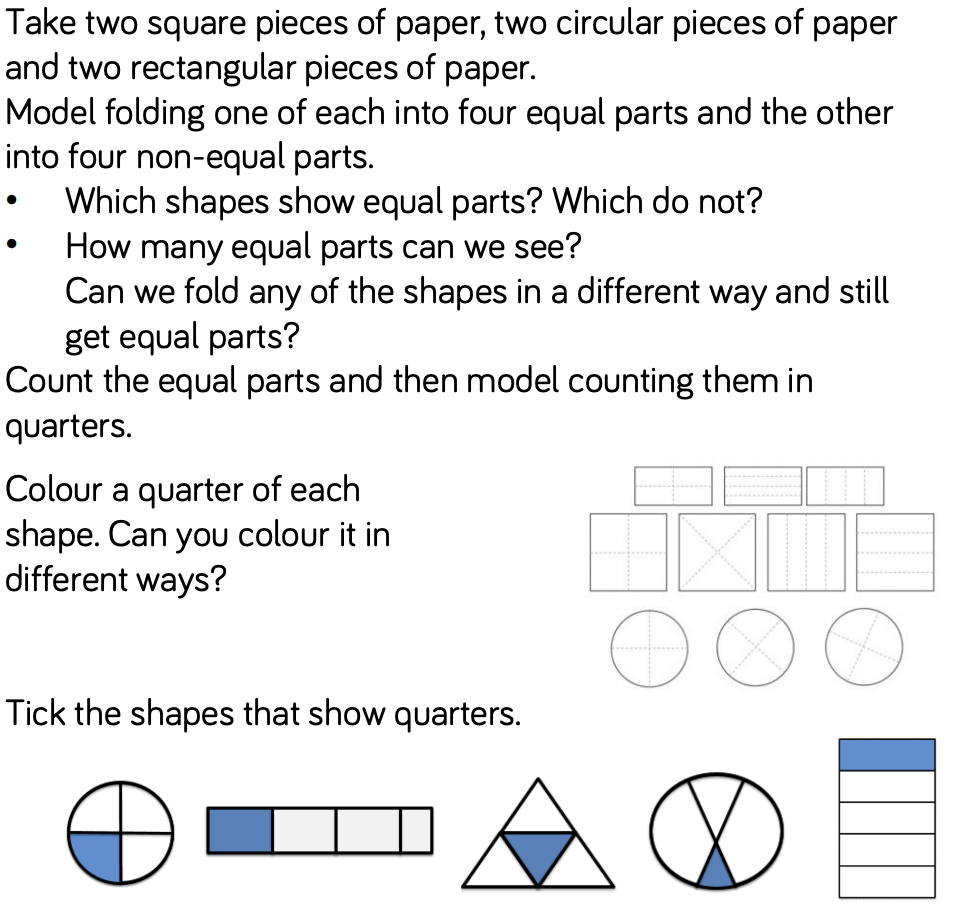 Take two square pieces of paper, two circular pieces of paper
and two rectangular pieces of paper.
Model folding one of each into four equal parts and the other
into four non-equal parts.
• Which shapes show equal parts? Which do not?
• How many equal parts can we see?
Can we fold any of the shapes in a different way and still
get equal parts?
Count the equal parts and then model counting them in
quarters.
Colour a quarter of each
shape. Can you colour it in
different ways?
Tick the shapes that show quarters.